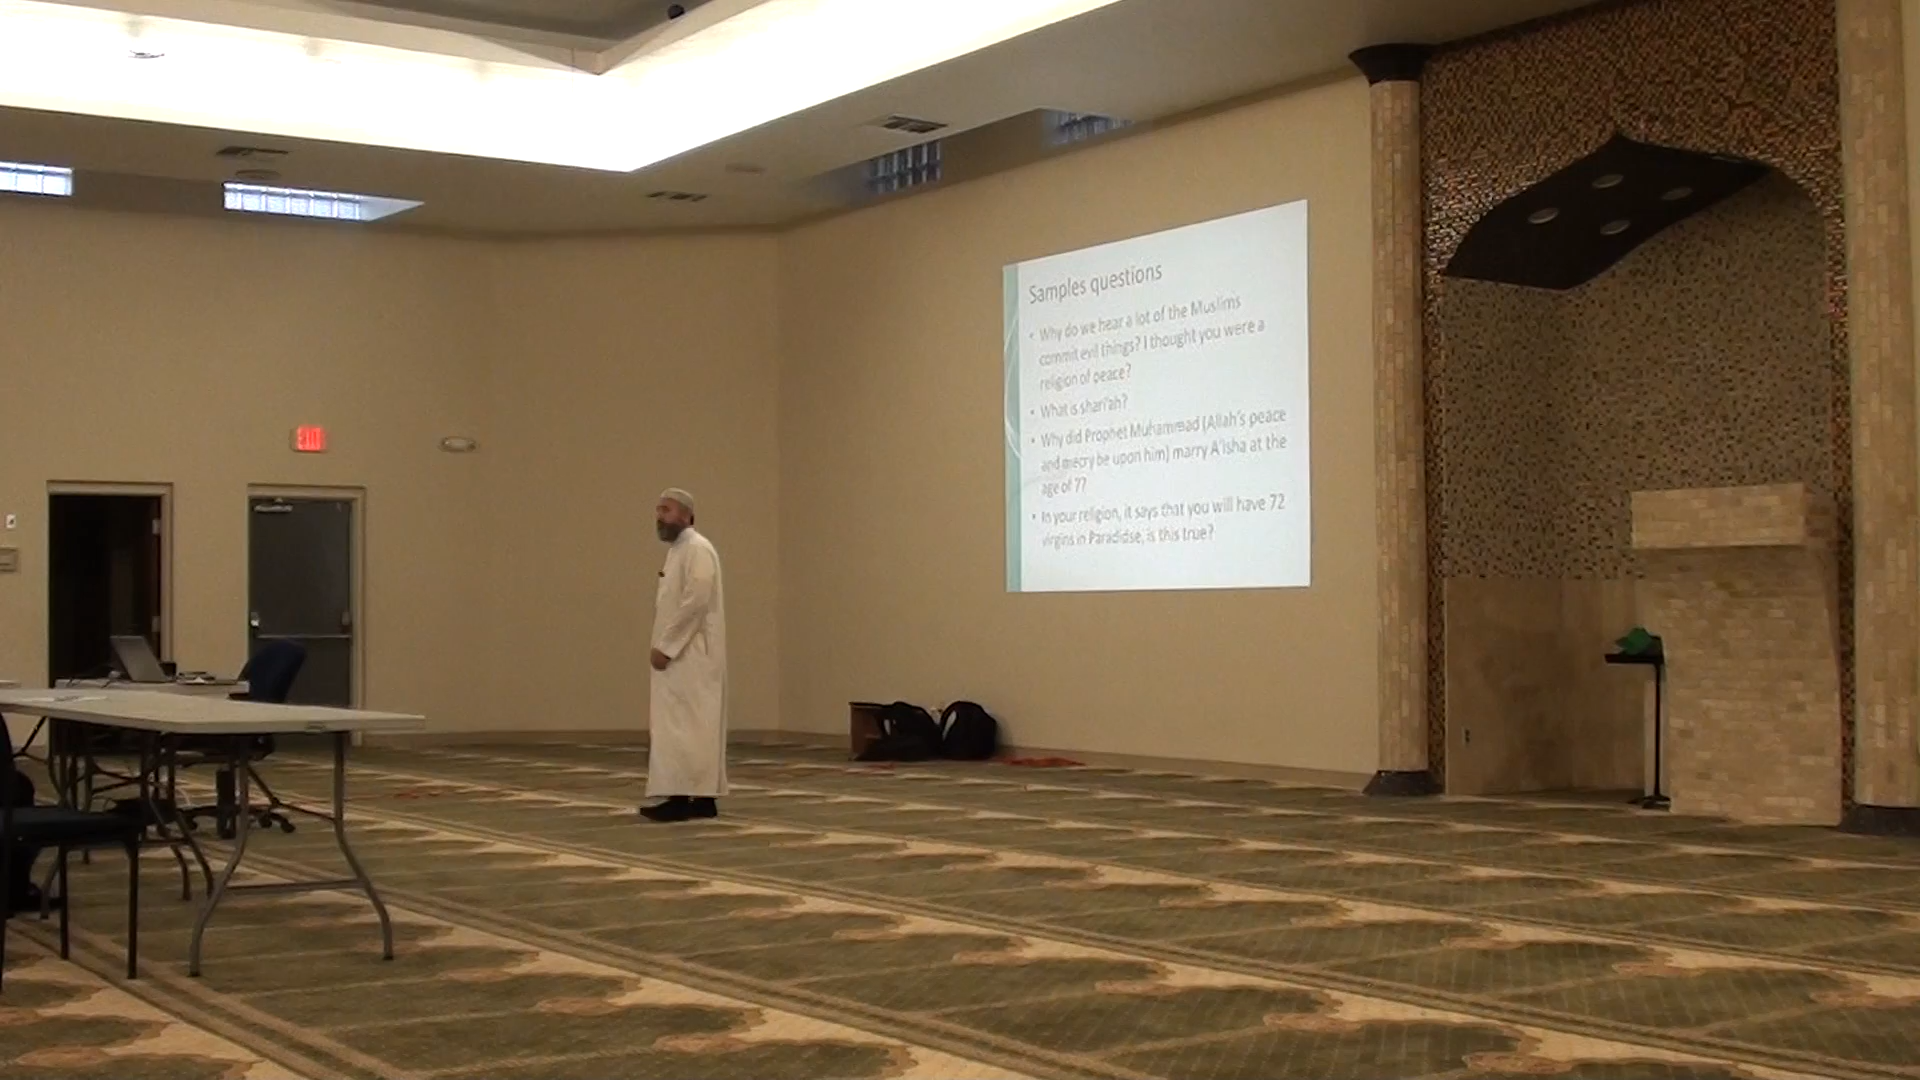 EXIT
Samples questions
• Why do we hear a lot of the Muslims
commit evil things? I thought you were a
religion of peace?
• What is shari'ah?
• Why did Prophet Muhammad (Allah's peace
and mecry be upon him) marry A'isha at the
age of 7?
• In your religion, it says that you will have 72
virgins in Paradidse, is this true?